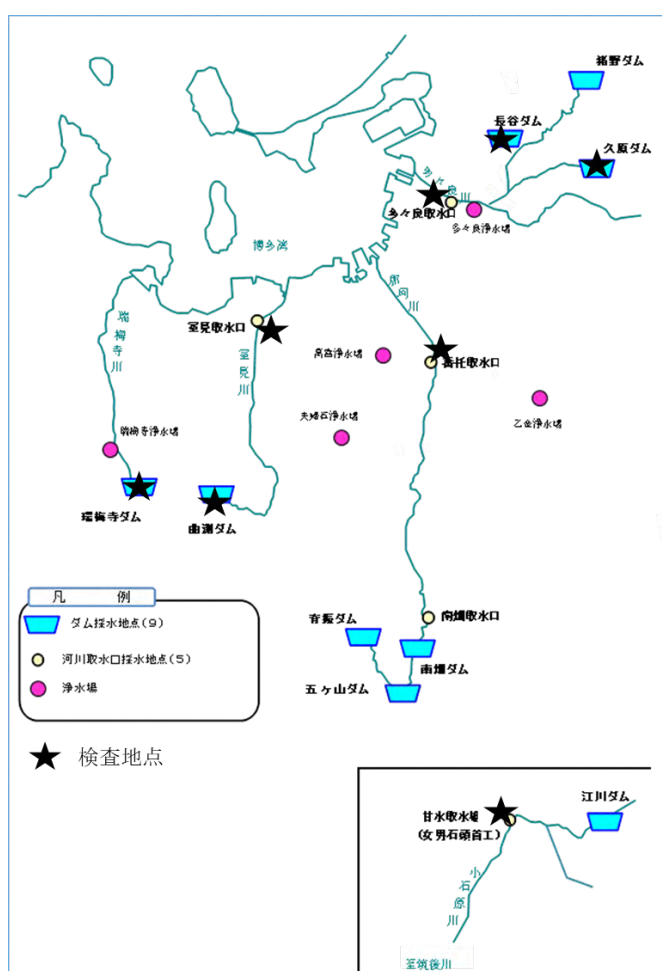 猪野ダム
長谷ダム
久原ダム
多々良川
多々良取水口
多々良浄水場
博多湾
那珂川
瑞梅寺川
室見取水口
室見川
高宮浄水場
番托取水口
乙金浄水場
夫婦石浄水場
瑞梅寺浄水場
瑞梅寺ダム
曲渕ダム
凡 例
ダム採水地点(9)
河川取水口採水地点(5)
浄水場
検査地点
背振ダム
南畑取水口
南畑ダム
五ヶ山ダム
江川ダム
甘水取水場
(女男石頭首工)
小石原川
至筑後川